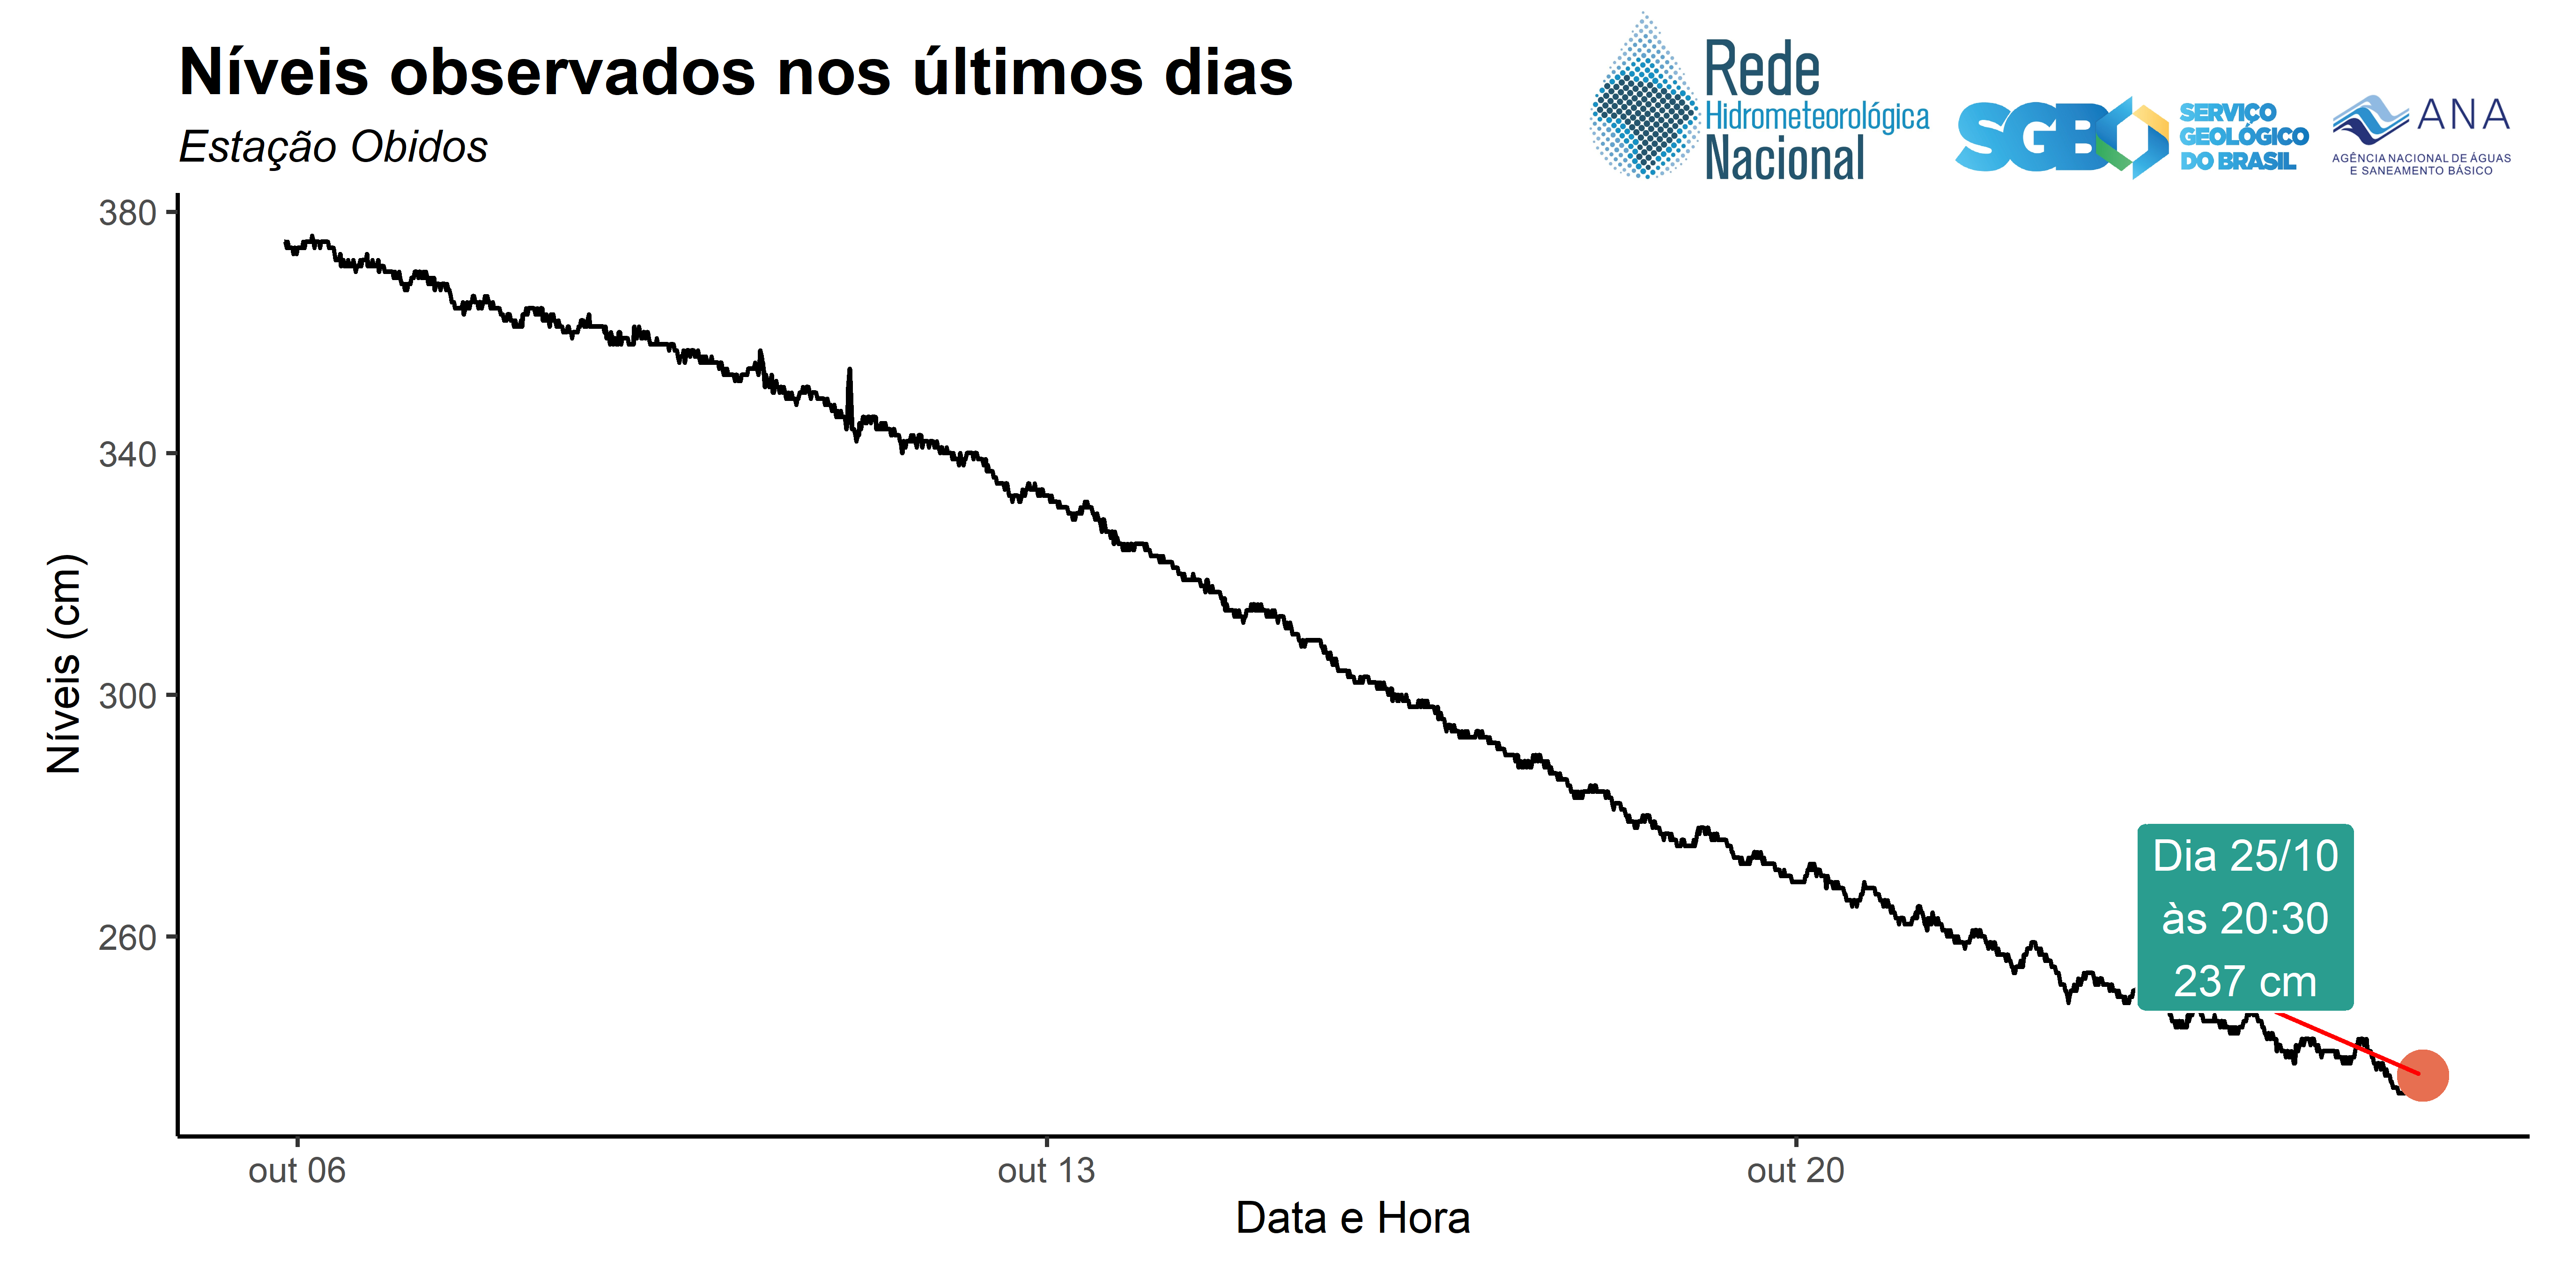 Níveis observados nos últimos dias
Estação Obidos
Rede
Hidrometeorológica
Nacional
SGB
SERVIÇO
GEOLÓGICO
DO BRASIL
ANA
AGÊNCIA NACIONAL DE ÁGUAS
E SANEAMENTO BÁSICO
Níveis (cm)
380
340
300
260
Dia 25/10
às 20:30
237 cm
out 06
out 13
out 20
Data e Hora